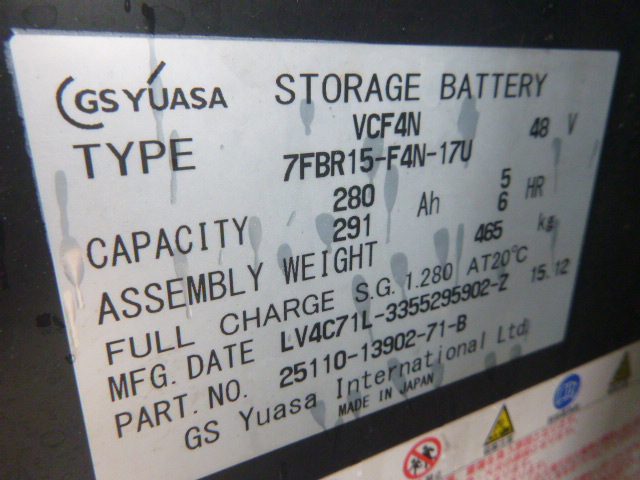 GS YUASA STORAGE BATTERY
VCF4N 48 V
TYPE 7FBR15-F4N-17U
280 5
CAPACITY 291 Ah 6 HR
ASSEMBLY WEIGHT 465 kg
FULL CHARGE S.G. 1.280 AT 20℃
MFG. DATE LV4C71L-3355295902-Z 15.12
PART. NO. 25110-13902-71-B
GS Yuasa International Ltd.
MADE IN JAPAN